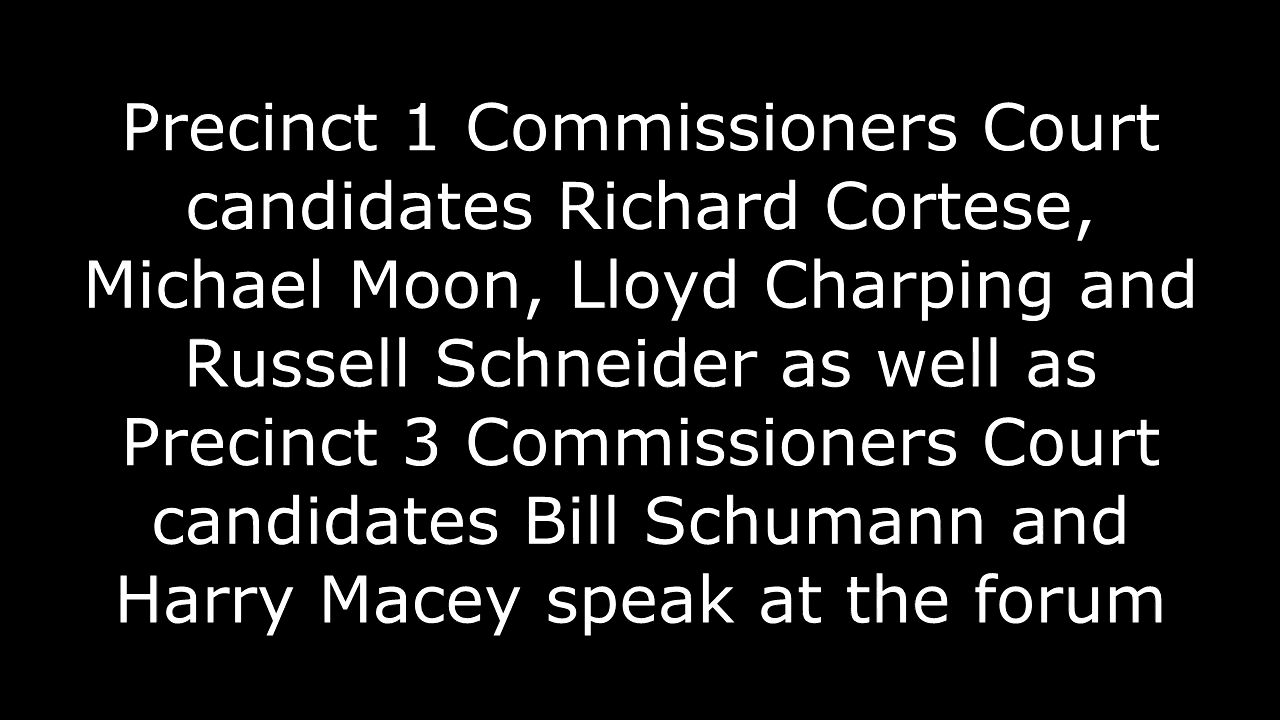 Precinct 1 Commissioners Court
candidates Richard Cortese,
Michael Moon, Lloyd Charping and
Russell Schneider as well as
Precinct 3 Commissioners Court
candidates Bill Schumann and
Harry Macey speak at the forum